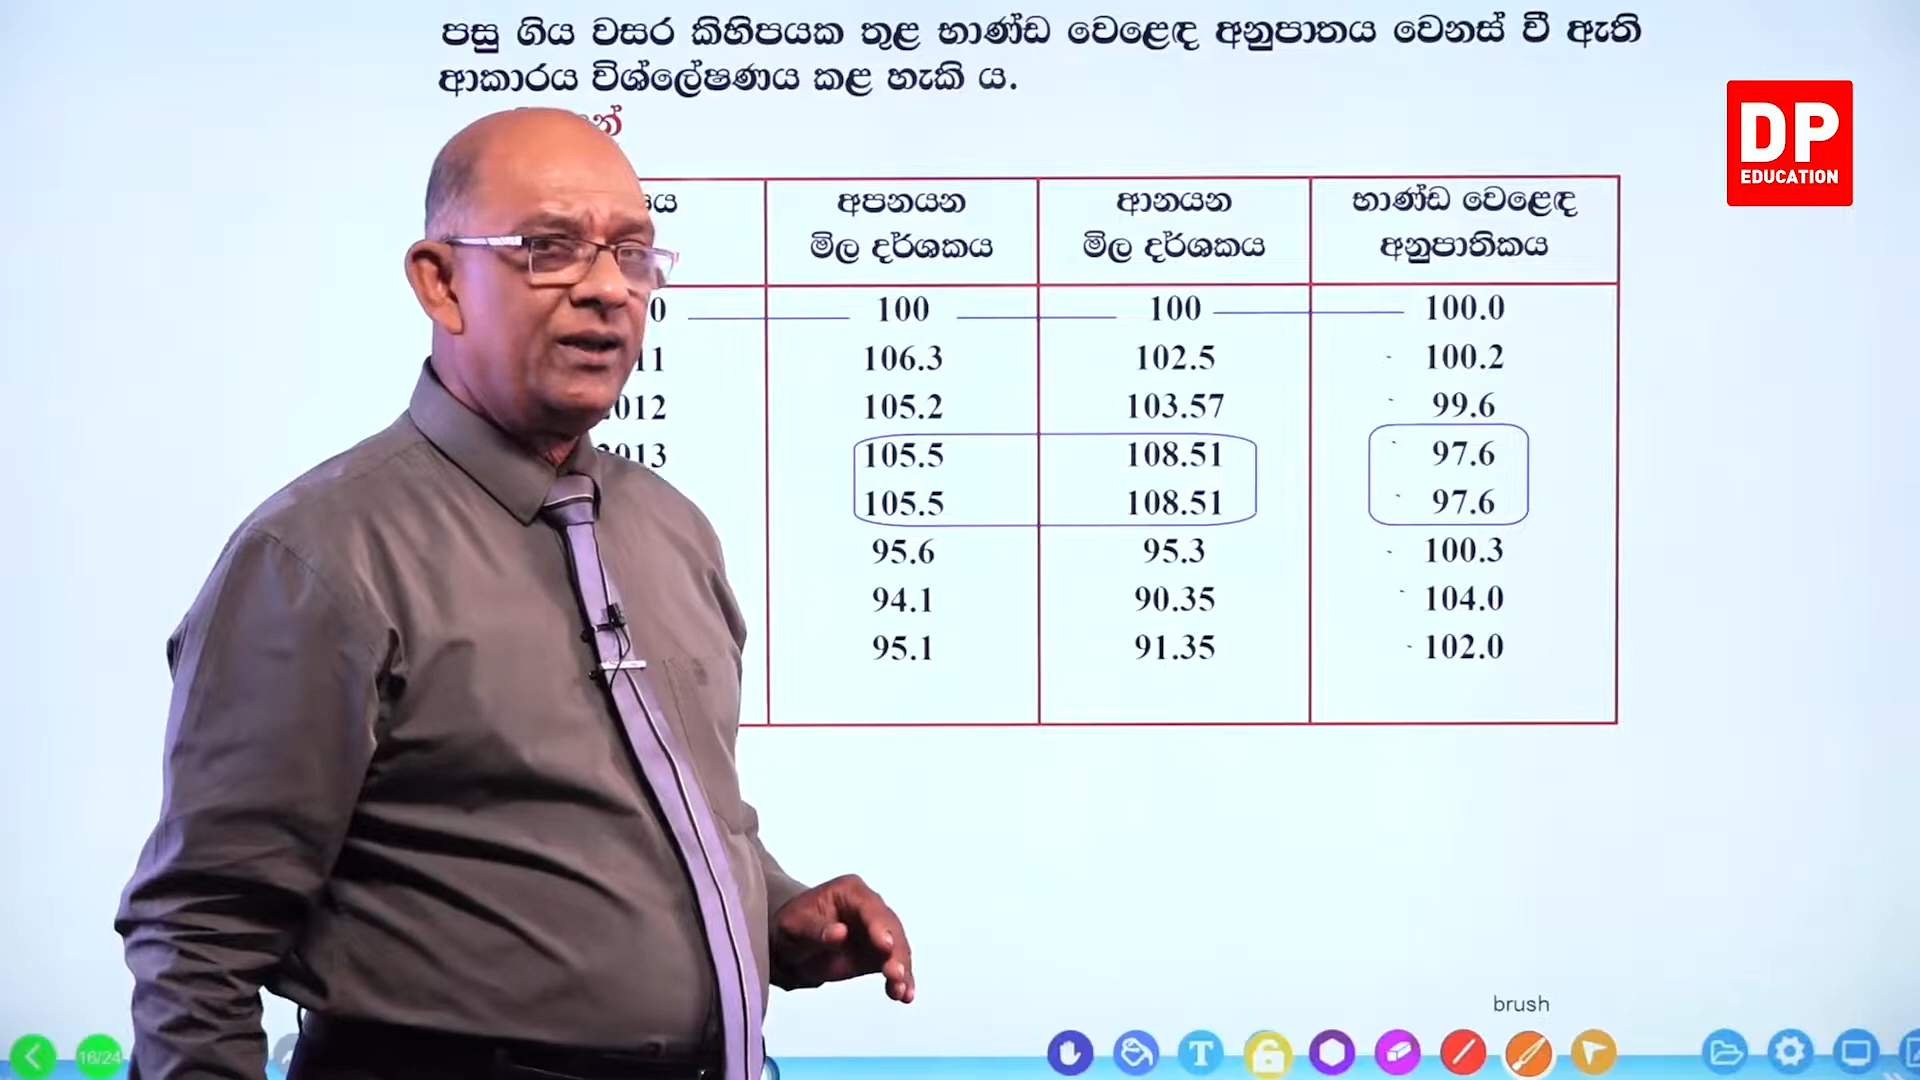 පසු ගිය වසර කිහිපයක තුළ භාණ්ඩ වෙළෙඳ අනුපාතය වෙනස් වී ඇති
ආකාරය විශ්ලේෂණය කළ හැකි ය.
DP
EDUCATION
අපනයන ආනයන භාණ්ඩ වෙළෙඳ
මිල දර්ශකය මිල දර්ශකය අනුපාතිකය
100 100 100.0
106.3 102.5 100.2
105.2 103.57 99.6
105.5 108.51 97.6
105.5 108.51 97.6
95.6 95.3 100.3
94.1 90.35 104.0
95.1 91.35 102.0
brush
16/24
T